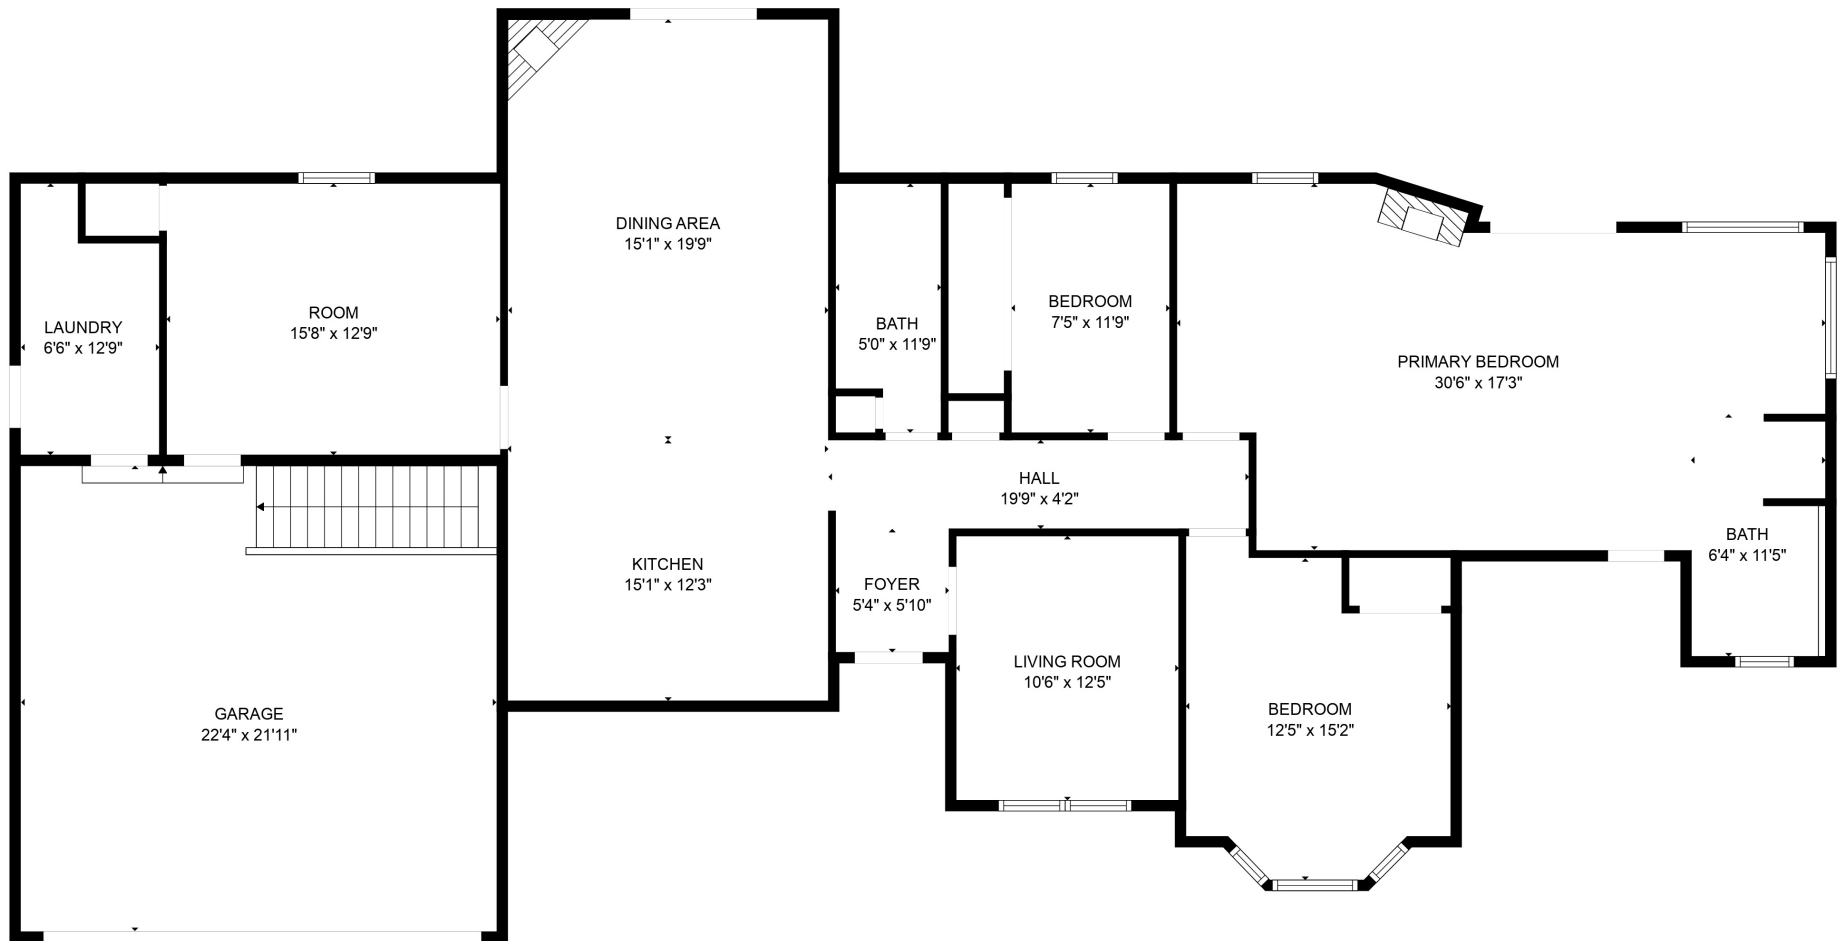 DINING AREA
15'1" x 19'9"
LAUNDRY
6'6" x 12'9"
ROOM
15'8" x 12'9"
BATH
5'0" x 11'9"
BEDROOM
7'5" x 11'9"
PRIMARY BEDROOM
30'6" x 17'3"
HALL
19'9" x 4'2"
KITCHEN
15'1" x 12'3"
FOYER
5'4" x 5'10"
BATH
6'4" x 11'5"
LIVING ROOM
10'6" x 12'5"
GARAGE
22'4" x 21'11"
BEDROOM
12'5" x 15'2"